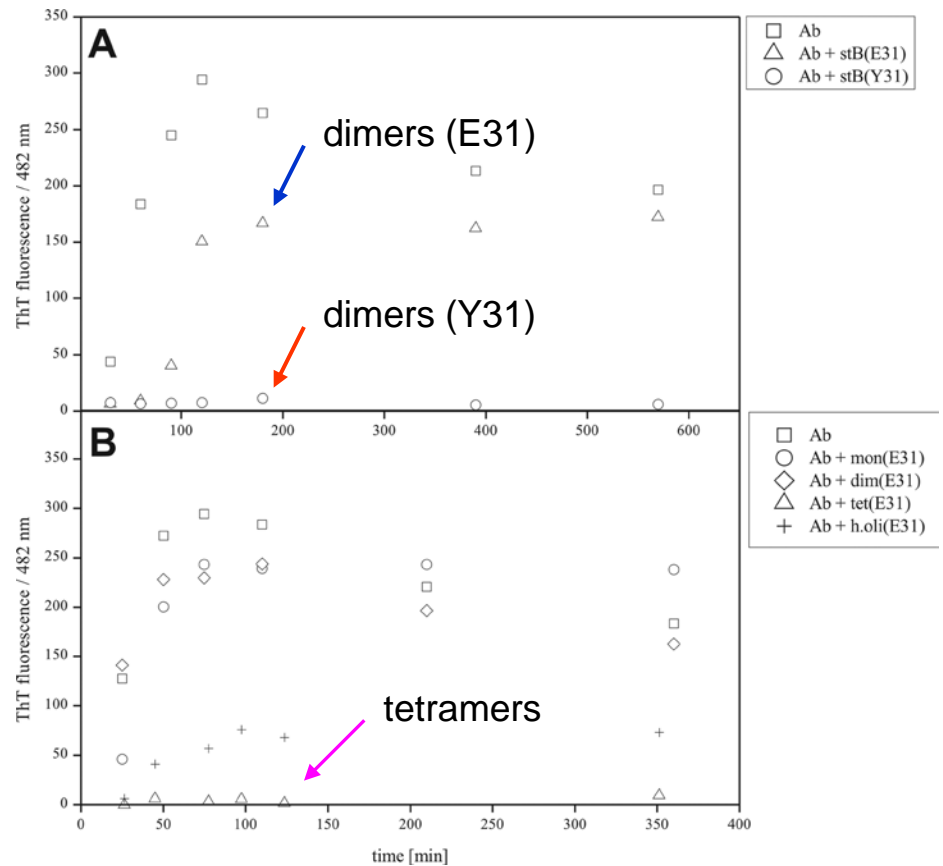 A
350
300
250
200
150
100
50
0
ThT fluorescence / 482 nm
dimers (E31)
dimers (Y31)
100 200 300 400 500 600
Ab
Ab + stB(E31)
Ab + stB(Y31)
B
350
300
250
200
150
100
50
0
ThT fluorescence / 482 nm
tetramers
0 50 100 150 200 250 300 350 400
time [min]
Ab
Ab + mon(E31)
Ab + dim(E31)
Ab + tet(E31)
Ab + h.oli(E31)